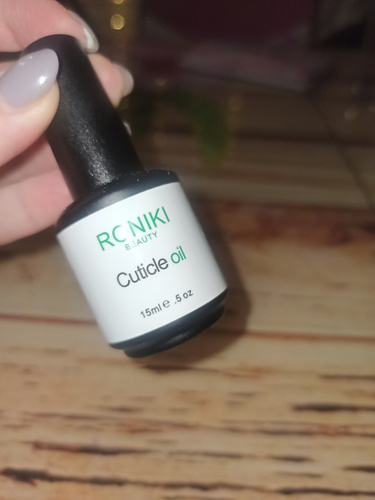 RONIKI
BEAUTY
Cuticle oil
15ml ℮ .5 oz